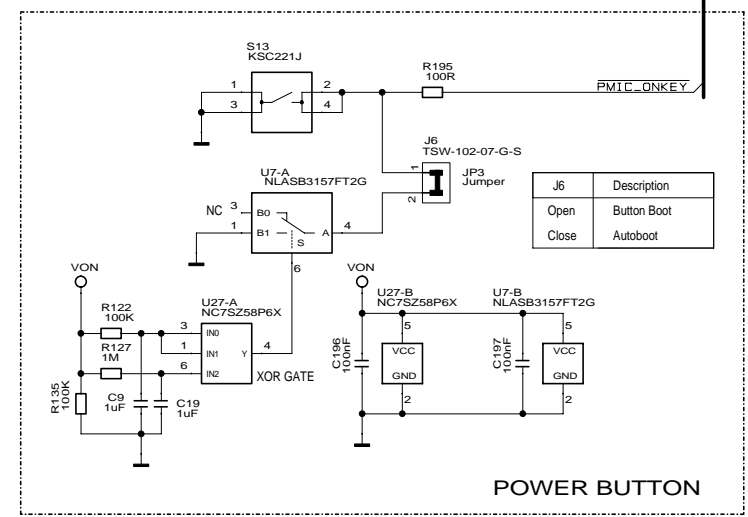 S13
KSC221J
1
2
3
4
R195
100R
PMIC_ONKEY
J6
TSW-102-07-G-S
1
2
JP3
Jumper
U7-A
NLASB3157FT2G
NC
3
B0
1
B1
S
A
4
6
J6 Description
Open Button Boot
Close Autoboot
VON
R122
100K
R127
1M
R135
100K
C9
1uF
C19
1uF
U27-A
NC7SZ58P6X
3
IN0
1
IN1
6
IN2
Y
4
XOR GATE
VON
U27-B
NC7SZ58P6X
C196
100nF
5
VCC
GND
2
U7-B
NLASB3157FT2G
C197
100nF
5
VCC
GND
2
POWER BUTTON